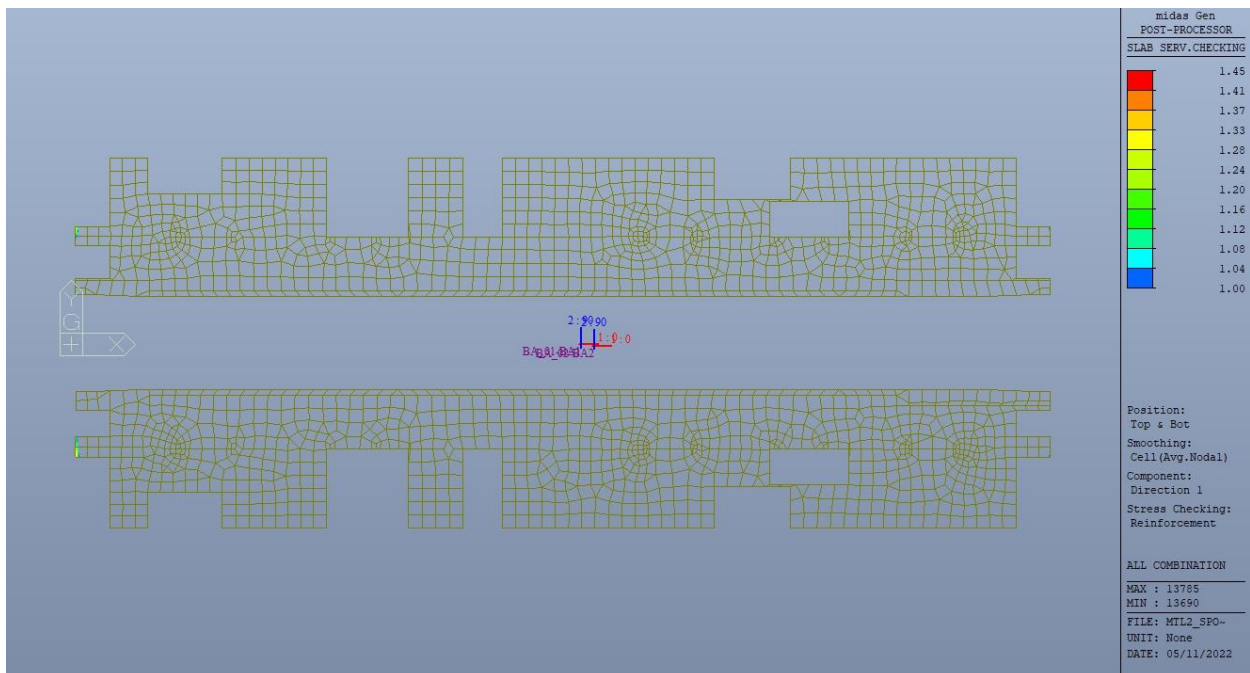 midas Gen
POST-PROCESSOR
SLAB SERV.CHECKING
1.45
1.41
1.37
1.33
1.28
1.24
1.20
1.16
1.12
1.08
1.04
1.00
Y
G
+ X
Position:
Top & Bot
Smoothing:
Cell(Avg.Nodal)
Component:
Direction 1
Stress Checking:
Reinforcement
ALL COMBINATION
MAX : 13785
MIN : 13690
FILE: MTL2_SPO~
UNIT: None
DATE: 05/11/2022